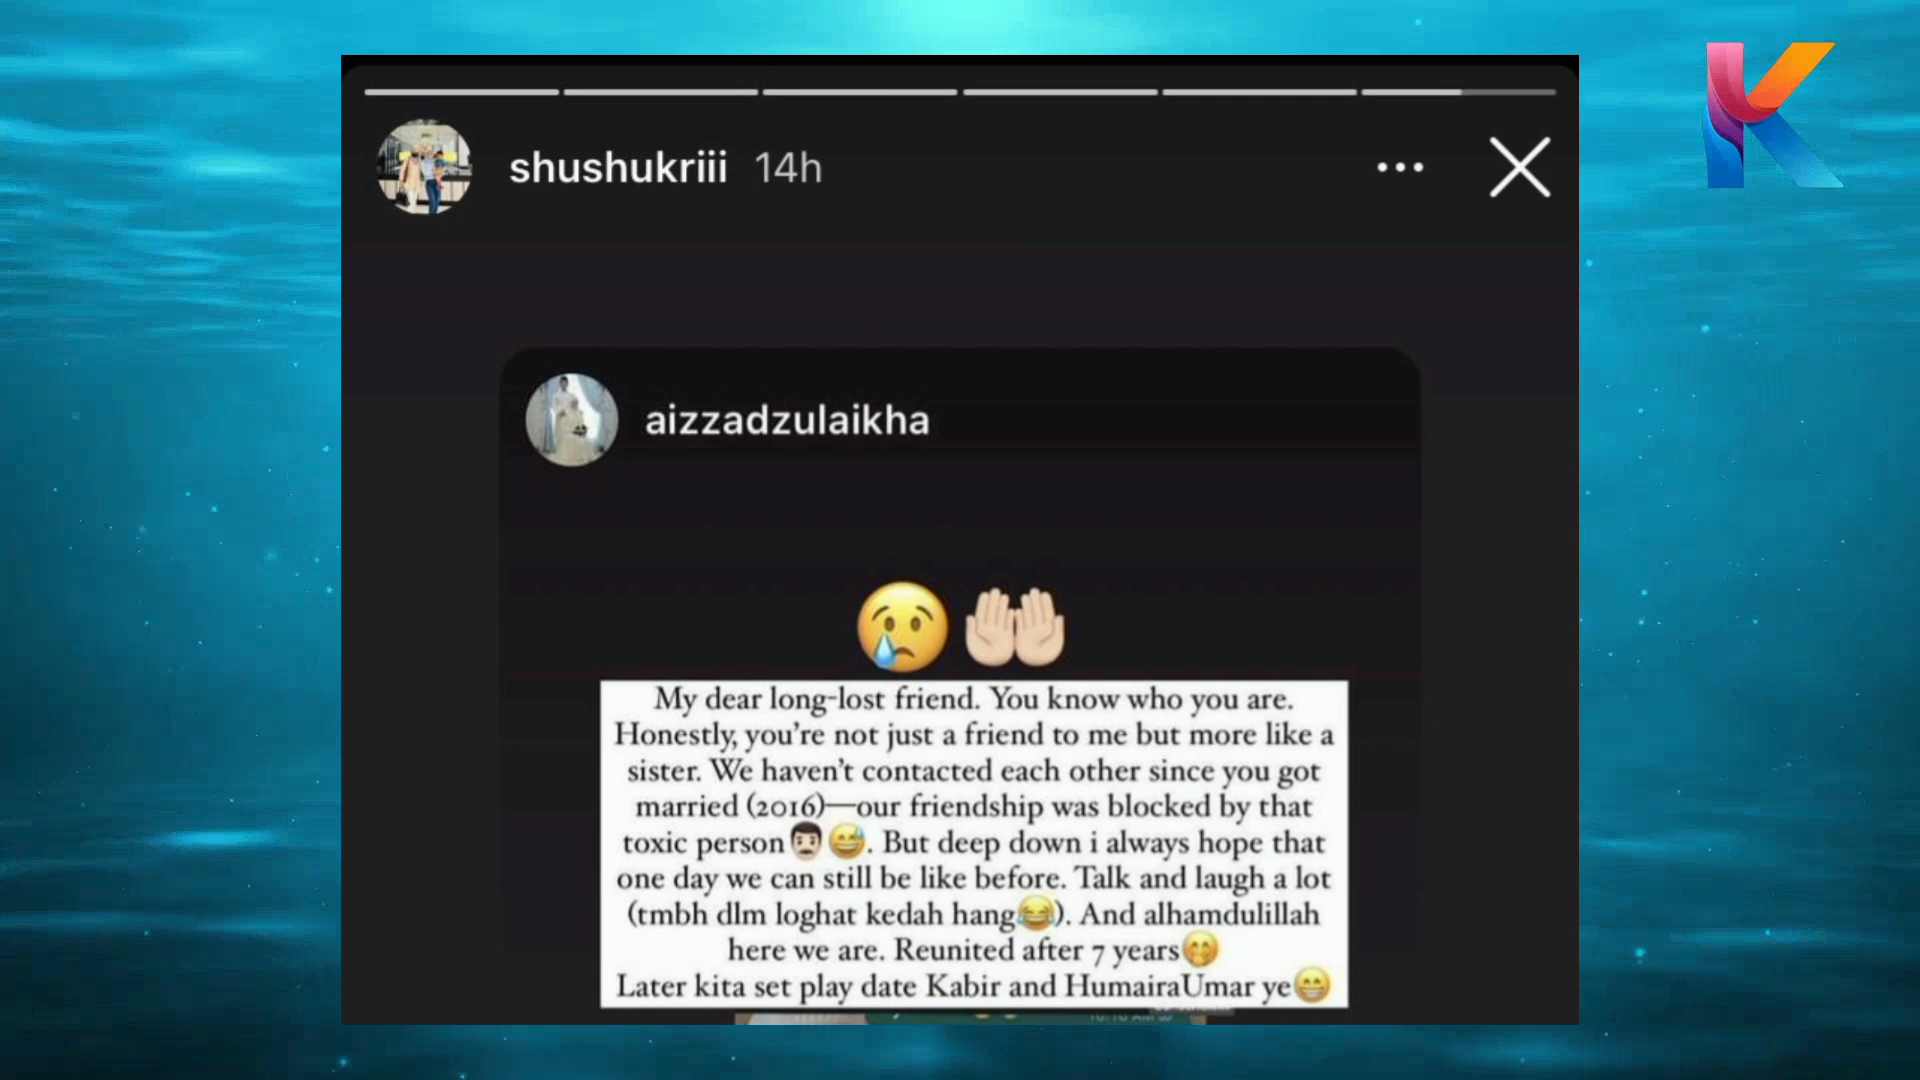 shushukriii 14h
aizzadzulaikha
😢🤲🏻
My dear long-lost friend. You know who you are.
Honestly, you're not just a friend to me but more like a
sister. We haven't contacted each other since you got
married (2016)—our friendship was blocked by that
toxic person👨🏻😅. But deep down i always hope that
one day we can still be like before. Talk and laugh a lot
(tmbh dlm loghat kedah hang😂). And alhamdulillah
here we are. Reunited after 7 years🤭
Later kita set play date Kabir and HumairaUmar ye😁